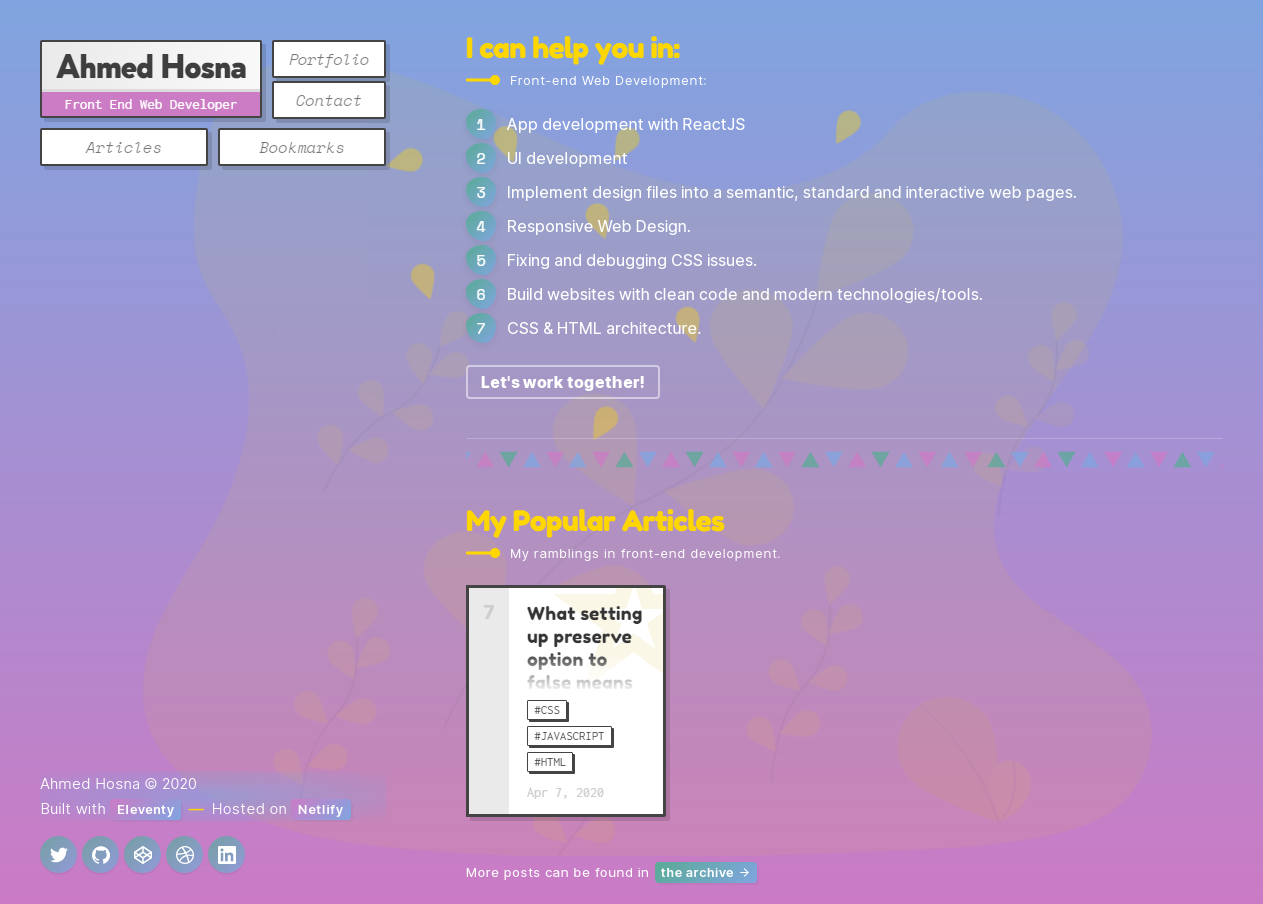 Ahmed Hosna
Front End Web Developer
Portfolio
Contact
Articles
Bookmarks
I can help you in:
Front-end Web Development:
1 App development with ReactJS
2 UI development
3 Implement design files into a semantic, standard and interactive web pages.
4 Responsive Web Design.
5 Fixing and debugging CSS issues.
6 Build websites with clean code and modern technologies/tools.
7 CSS & HTML architecture.
Let's work together!
My Popular Articles
My ramblings in front-end development.
7
What setting
up preserve
option to
false means
#CSS
#JAVASCRIPT
#HTML
Apr 7, 2020
More posts can be found in the archive →
Ahmed Hosna © 2020
Built with Eleventy — Hosted on Netlify